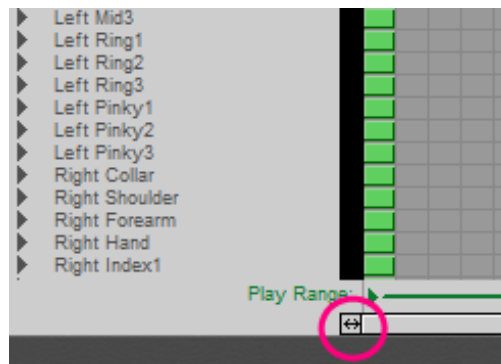 Left Mid3
Left Ring1
Left Ring2
Left Ring3
Left Pinky1
Left Pinky2
Left Pinky3
Right Collar
Right Shoulder
Right Forearm
Right Hand
Right Index1
Play Range: